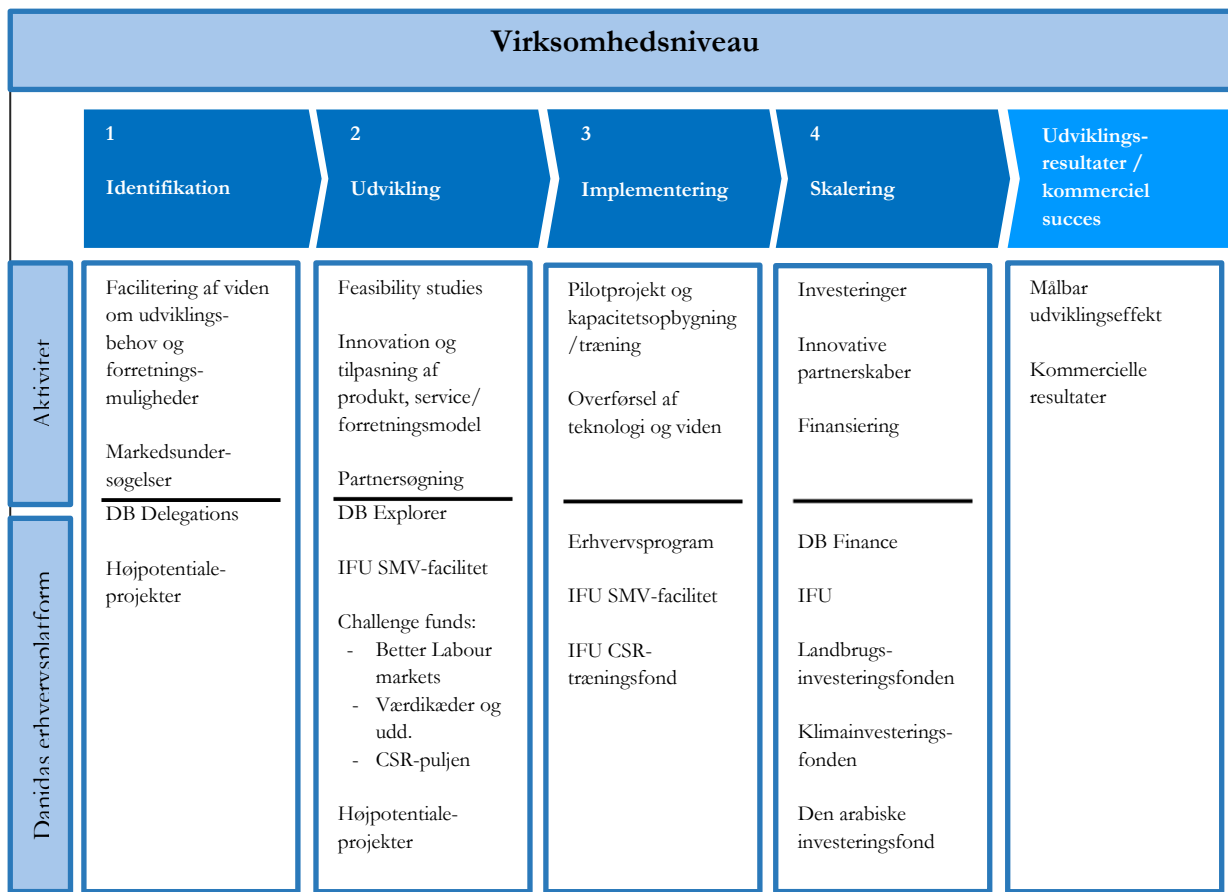 Virksomhedsniveau
1
Identifikation
2
Udvikling
3
Implementering
4
Skalering
Udviklings-
resultater /
kommerciel
succes
Aktivitet
Facilitering af viden
om udviklings-
behov og
forretnings-
muligheder
Markedsunder-
søgelser
Feasibility studies
Innovation og
tilpasning af
produkt, service/
forretningsmodel
Partnersøgning
Pilotprojekt og
kapacitetsopbygning
/træning
Overførsel af
teknologi og viden
Investeringer
Innovative
partnerskaber
Finansiering
Målbar
udviklingseffekt
Kommercielle
resultater
Danidas erhvervsplatform
DB Delegations
Højpotentiale-
projekter
DB Explorer
IFU SMV-facilitet
Challenge funds:
- Better Labour
markets
- Værdikæder og
udd.
- CSR-puljen
Højpotentiale-
projekter
Erhvervsprogram
IFU SMV-facilitet
IFU CSR-
træningsfond
DB Finance
IFU
Landbrugs-
investeringsfonden
Klimainvesterings-
fonden
Den arabiske
investeringsfond